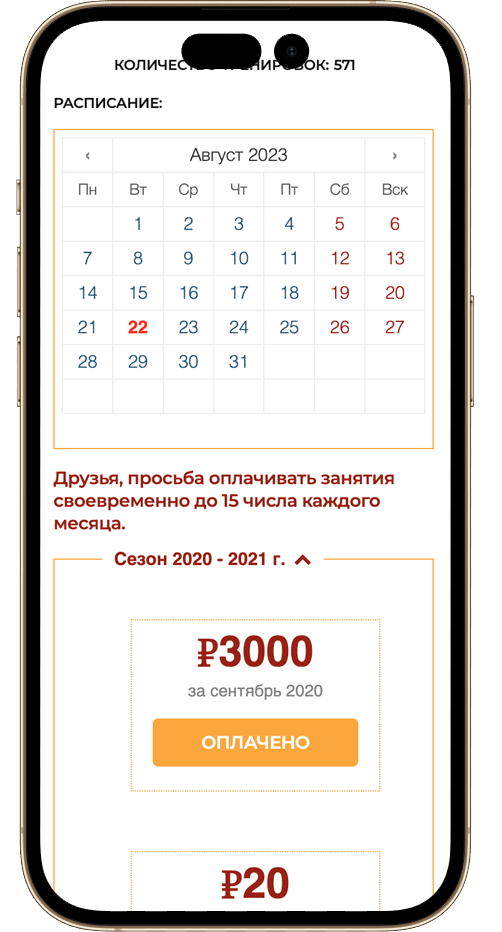 КОЛИЧЕСТВО ТРЕНИРОВОК: 571
РАСПИСАНИЕ:
‹ Август 2023 ›
Пн Вт Ср Чт Пт Сб Вск
1 2 3 4 5 6
7 8 9 10 11 12 13
14 15 16 17 18 19 20
21 22 23 24 25 26 27
28 29 30 31
Друзья, просьба оплачивать занятия
своевременно до 15 числа каждого
месяца.
Сезон 2020 - 2021 г.
₽3000
за сентябрь 2020
ОПЛАЧЕНО
₽20